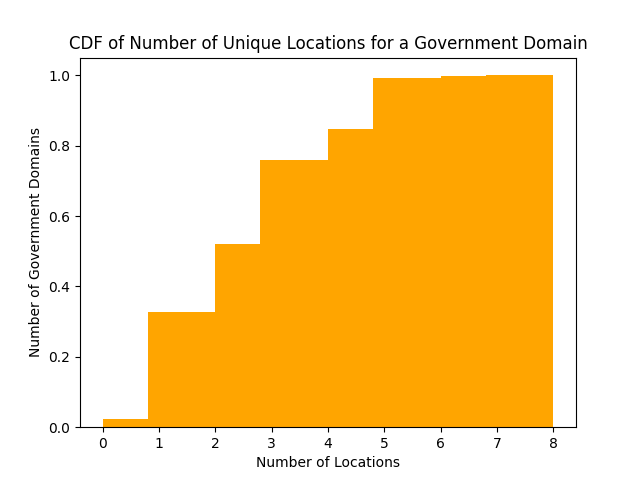 CDF of Number of Unique Locations for a Government Domain
1.0
0.8
0.6
0.4
0.2
0.0
Number of Government Domains
0 1 2 3 4 5 6 7 8
Number of Locations